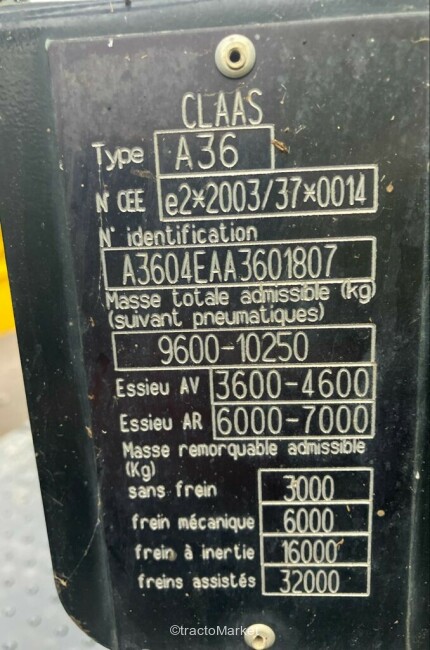 CLAAS
Type A36
N° CEE e2*2003/37*0014
N° identification
A3604EAA3601807
Masse totale admissible (kg)
(suivant pneumatiques)
9600-10250
Essieu AV 3600-4600
Essieu AR 6000-7000
Masse remorquable admissible
(Kg)
sans frein 3000
frein mécanique 6000
frein à inertie 16000
freins assistés 32000
©tractoMarket